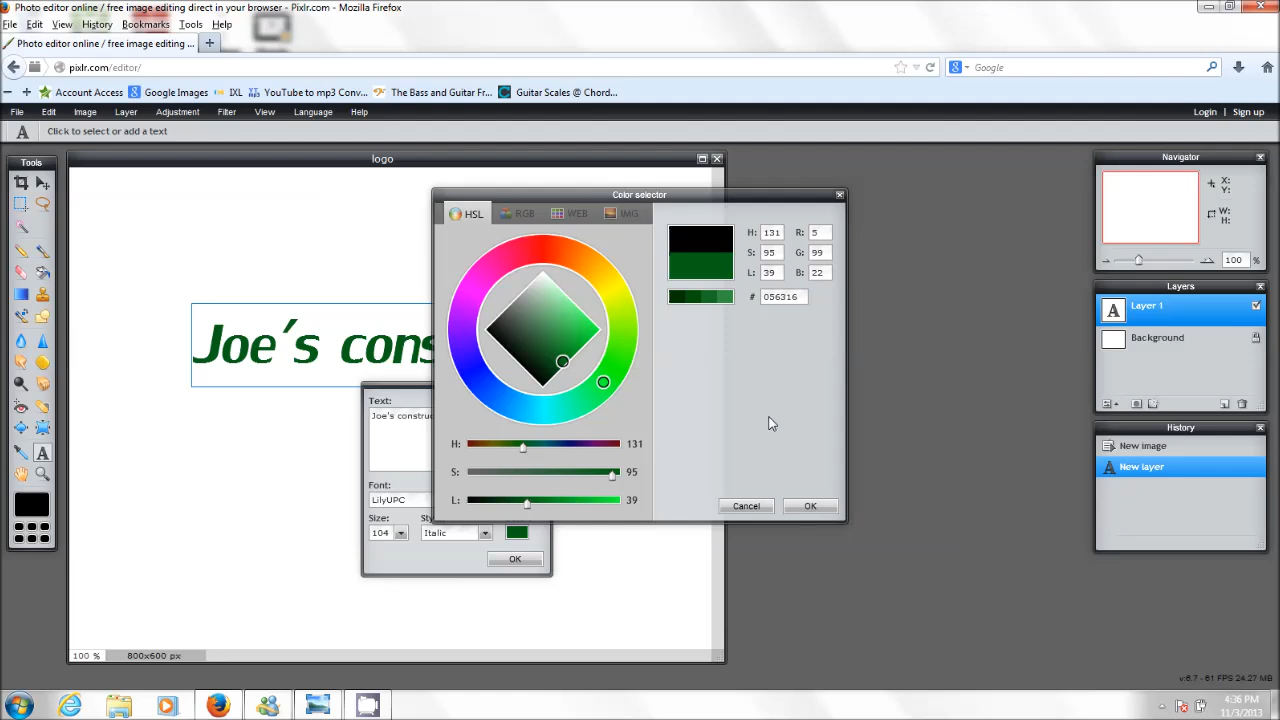 Photo editor online / free image editing direct in your browser - Pixlr.com - Mozilla Firefox
File Edit View History Bookmarks Tools Help
Photo editor online / free image editing ...
pixlr.com/editor/
Google
Account Access Google Images IXL YouTube to mp3 Conv... The Bass and Guitar Fr... Guitar Scales @ Chord...
File Edit Image Layer Adjustment Filter View Language Help
Login | Sign up
A Click to select or add a text
Tools
logo
Navigator
X:
Y:
W:
H:
100 %
Color selector
HSL RGB WEB IMG
H: 131 R: 5
S: 95 G: 99
L: 39 B: 22
# 056316
H: 131
S: 95
L: 39
Cancel OK
Joe's cons
Text:
Joe's construc
Font:
LilyUPC
Size:
104
Italic
OK
Layers
A Layer 1
Background
History
New image
A New layer
A
100 % 800x600 px
4:36 PM
11/3/2013